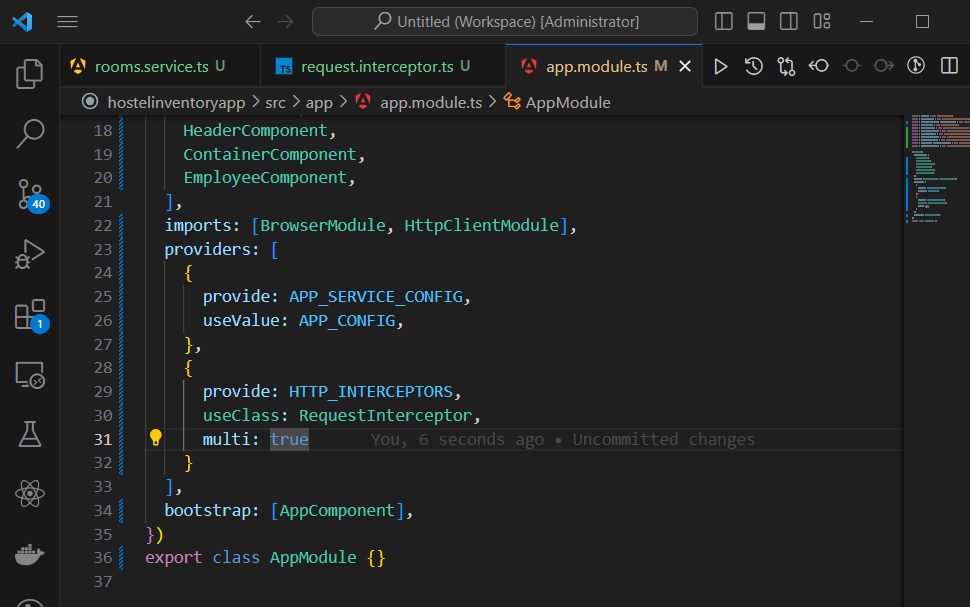 Untitled (Workspace) [Administrator]
rooms.service.ts U
TS request.interceptor.ts U
app.module.ts M
hostelinventoryapp > src > app > app.module.ts > AppModule
18 HeaderComponent,
19 ContainerComponent,
20 EmployeeComponent,
21 ],
22 imports: [BrowserModule, HttpClientModule],
23 providers: [
24 {
25 provide: APP_SERVICE_CONFIG,
26 useValue: APP_CONFIG,
27 },
28 {
29 provide: HTTP_INTERCEPTORS,
30 useClass: RequestInterceptor,
31 multi: true You, 6 seconds ago • Uncommitted changes
32 }
33 ],
34 bootstrap: [AppComponent],
35 })
36 export class AppModule {}
37
40
1